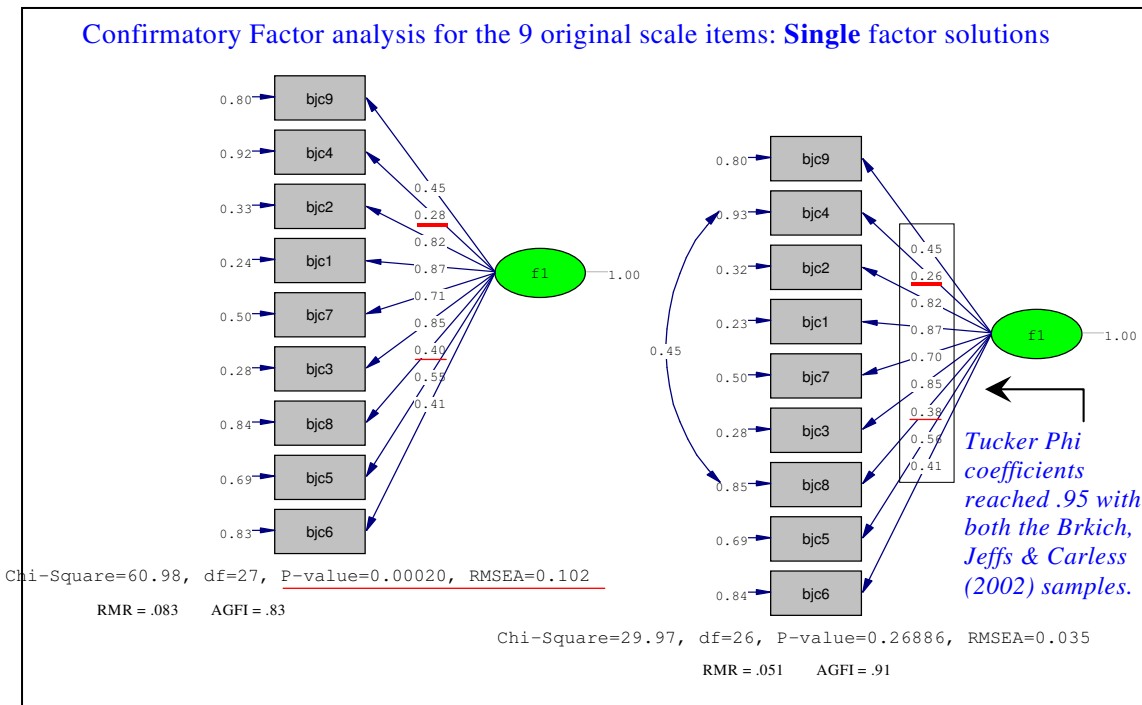 Confirmatory Factor analysis for the 9 original scale items: Single factor solutions
0.80 bjc9
0.92 bjc4
0.33 bjc2
0.24 bjc1
0.50 bjc7
0.28 bjc3
0.84 bjc8
0.69 bjc5
0.83 bjc6
0.45
0.28
0.82
0.87
0.71
0.85
0.40
0.55
0.41
f1 1.00
Chi-Square=60.98, df=27, P-value=0.00020, RMSEA=0.102
RMR = .083 AGFI = .83
0.80 bjc9
0.93 bjc4
0.32 bjc2
0.23 bjc1
0.50 bjc7
0.28 bjc3
0.85 bjc8
0.69 bjc5
0.84 bjc6
0.45
0.45
0.26
0.82
0.87
0.70
0.85
0.38
0.56
0.41
f1 1.00
Tucker Phi
coefficients
reached .95 with
both the Brkich,
Jeffs & Carless
(2002) samples.
Chi-Square=29.97, df=26, P-value=0.26886, RMSEA=0.035
RMR = .051 AGFI = .91